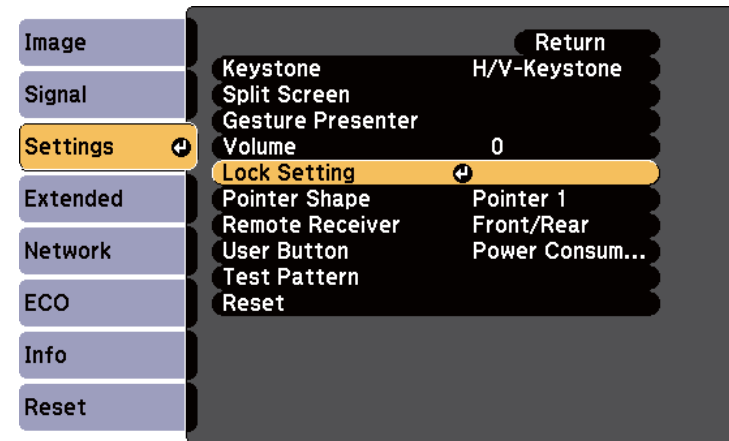 Image
Signal
Settings
Extended
Network
ECO
Info
Reset
Return
Keystone H/V-Keystone
Split Screen
Gesture Presenter
Volume 0
Lock Setting
Pointer Shape Pointer 1
Remote Receiver Front/Rear
User Button Power Consum...
Test Pattern
Reset